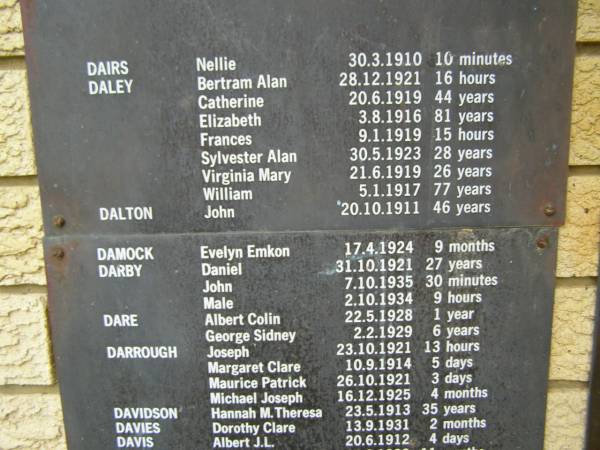 DAIRS Nellie 30.3.1910 10 minutes
DALEY Bertram Alan 28.12.1921 16 hours
Catherine 20.6.1919 44 years
Elizabeth 3.8.1916 81 years
Frances 9.1.1919 15 hours
Sylvester Alan 30.5.1923 28 years
Virginia Mary 21.6.1919 26 years
William 5.1.1917 77 years
DALTON John 20.10.1911 46 years
DAMOCK Evelyn Emkon 17.4.1924 9 months
DARBY Daniel 31.10.1921 27 years
John 7.10.1935 30 minutes
Male 2.10.1934 9 hours
DARE Albert Colin 22.5.1928 1 year
George Sidney 2.2.1929 6 years
DARROUGH Joseph 23.10.1921 13 hours
Margaret Clare 10.9.1914 5 days
Maurice Patrick 26.10.1921 3 days
Michael Joseph 16.12.1925 4 months
DAVIDSON Hannah M.Theresa 23.5.1913 35 years
DAVIES Dorothy Clare 13.9.1931 2 months
DAVIS Albert J.L. 20.6.1912 4 days